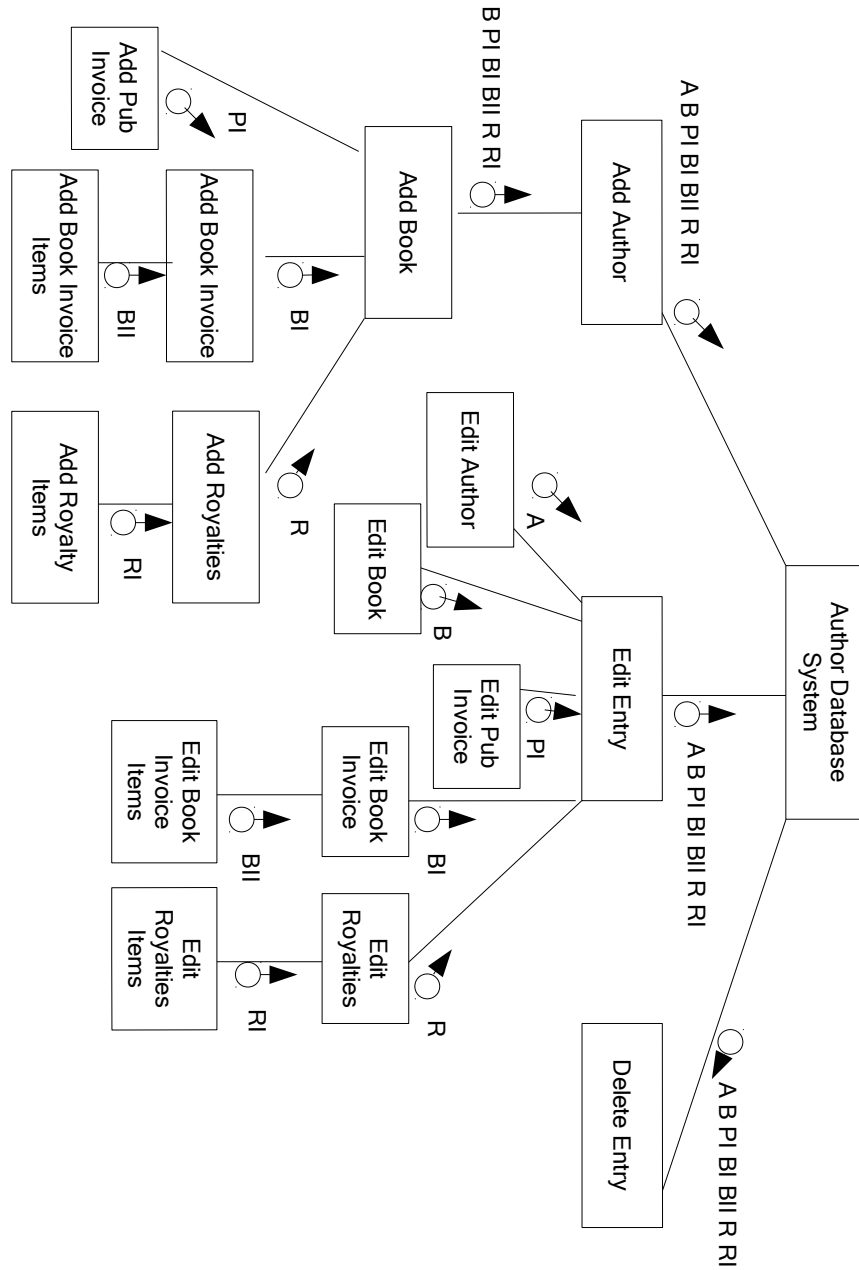 Author Database
System
A B PI BI BII R RI
A B PI BI BII R RI
A B PI BI BII R RI
Add Author
Edit Entry
Delete Entry
B PI BI BII R RI
A
B
PI
Edit Author
Edit Book
Edit Pub
Invoice
Add Book
BI
R
Edit Book
Invoice
Edit
Royalties
PI
BI
R
Add Pub
Invoice
Add Book Invoice
Add Royalties
BII
RI
Edit Book
Invoice
Items
Edit
Royalties
Items
BII
RI
Add Book Invoice
Items
Add Royalty
Items